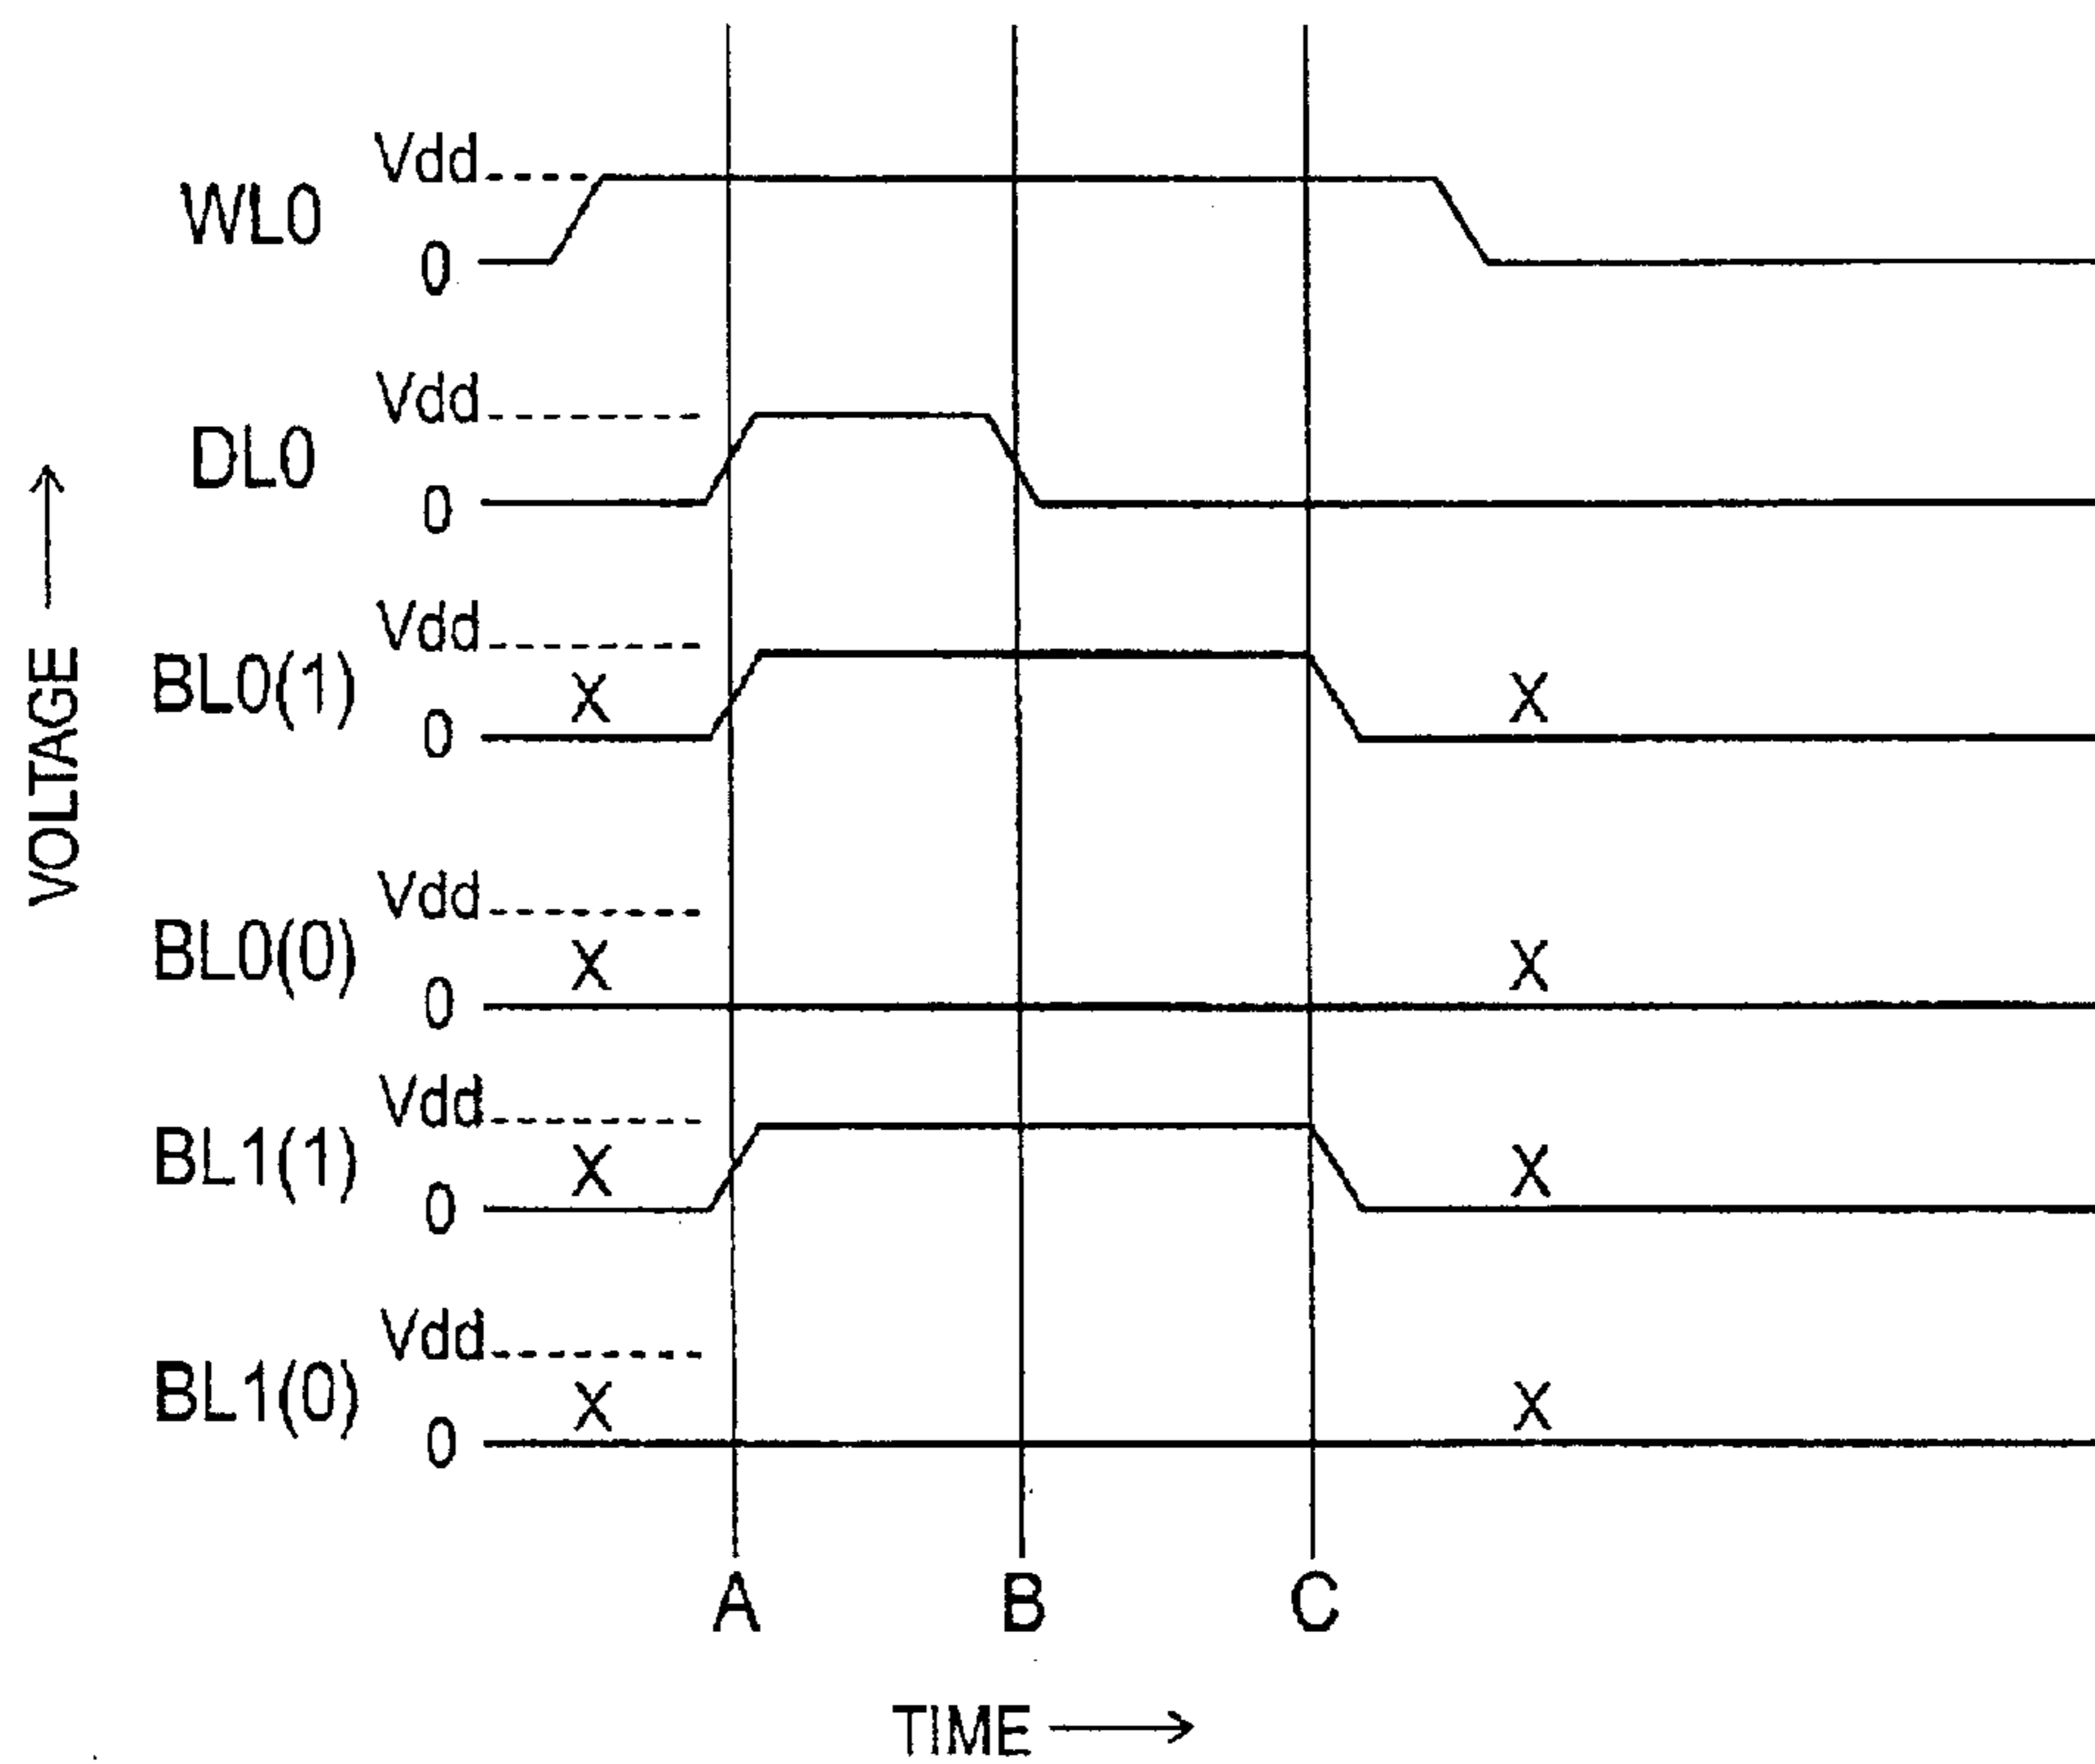 Vdd
WL0
0
Vdd
DL0
0
Vdd
BL0(1)
X
X
0
Vdd
BL0(0)
X
X
0
Vdd
BL1(1)
X
X
0
Vdd
BL1(0)
X
X
0
VOLTAGE
A
B
C
TIME